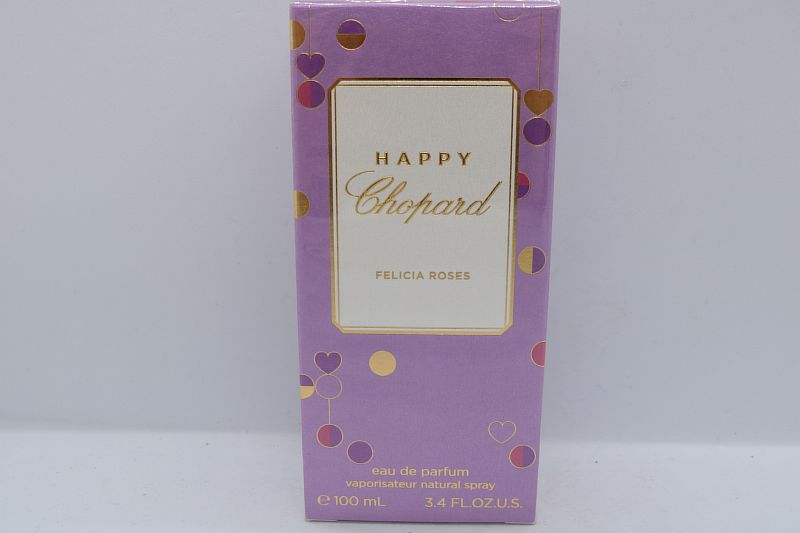 HAPPY
Chopard
FELICIA ROSES
eau de parfum
vaporisateur natural spray
℮ 100 mL 3.4 FL.OZ.U.S.